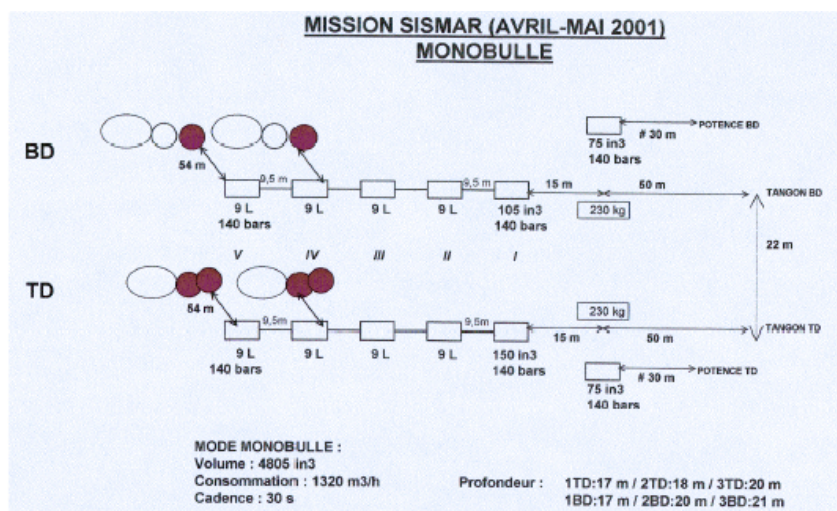 MISSION SISMAR (AVRIL-MAI 2001)
MONOBULLE
75 in3
140 bars
# 30 m
POTENCE BD
BD
54 m
9,5 m
9,5 m
15 m
50 m
TANGON BD
9 L
9 L
9 L
9 L
105 in3
230 kg
140 bars
140 bars
22 m
V
IV
III
II
I
TD
54 m
9,5m
9,5m
230 kg
15 m
50 m
TANGON TD
9 L
9 L
9 L
9 L
150 in3
140 bars
140 bars
75 in3
140 bars
# 30 m
POTENCE TD
MODE MONOBULLE :
Volume : 4805 in3
Consommation : 1320 m3/h
Cadence : 30 s
Profondeur : 1TD:17 m / 2TD:18 m / 3TD:20 m
1BD:17 m / 2BD:20 m / 3BD:21 m